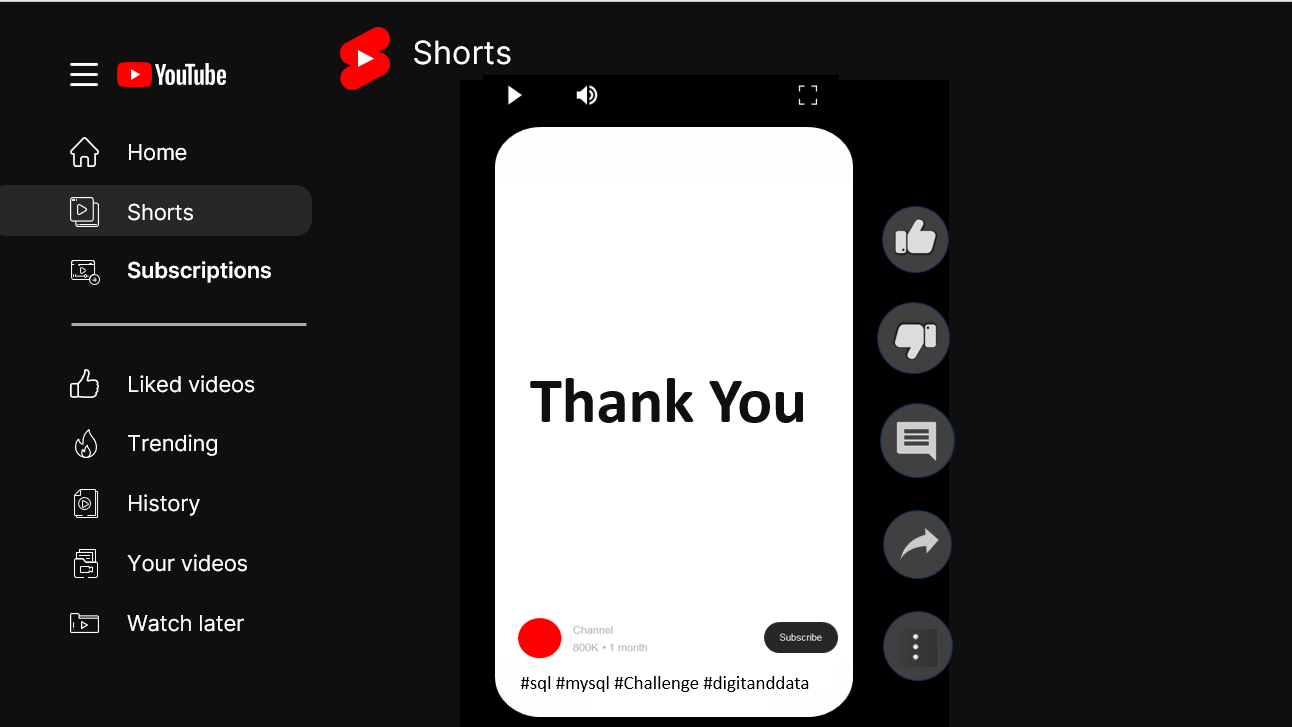 YouTube
Home
Shorts
Subscriptions
Liked videos
Trending
History
Your videos
Watch later
Shorts
Thank You
Channel
800K • 1 month
Subscribe
#sql #mysql #Challenge #digitanddata